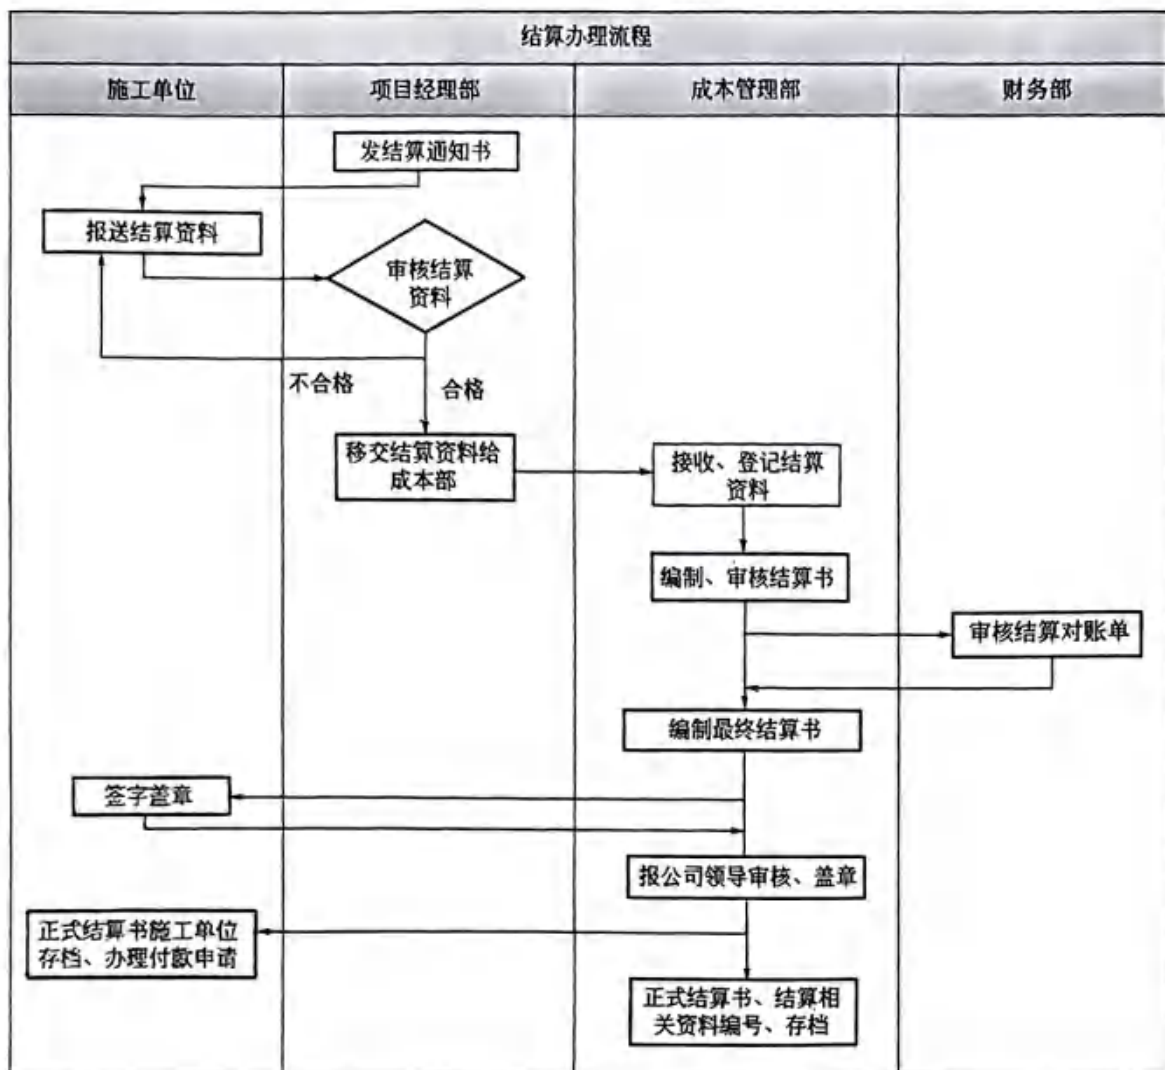 结算办理流程
施工单位
项目经理部
成本管理部
财务部
发结算通知书
报送结算资料
审核结算
资料
不合格
合格
移交结算资料给
成本部
接收、登记结算
资料
编制、审核结算书
审核结算对账单
编制最终结算书
签字盖章
报公司领导审核、盖章
正式结算书施工单位
存档、办理付款申请
正式结算书、结算相
关资料编号、存档